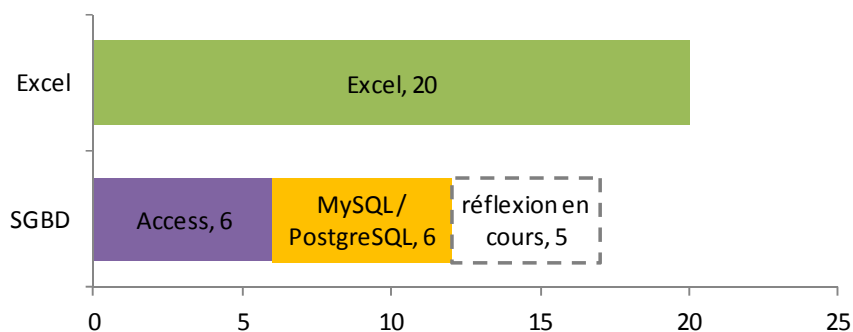 Excel
Excel, 20
SGBD
Access, 6
MySQL/
PostgreSQL, 6
réflexion en
cours, 5
0 5 10 15 20 25